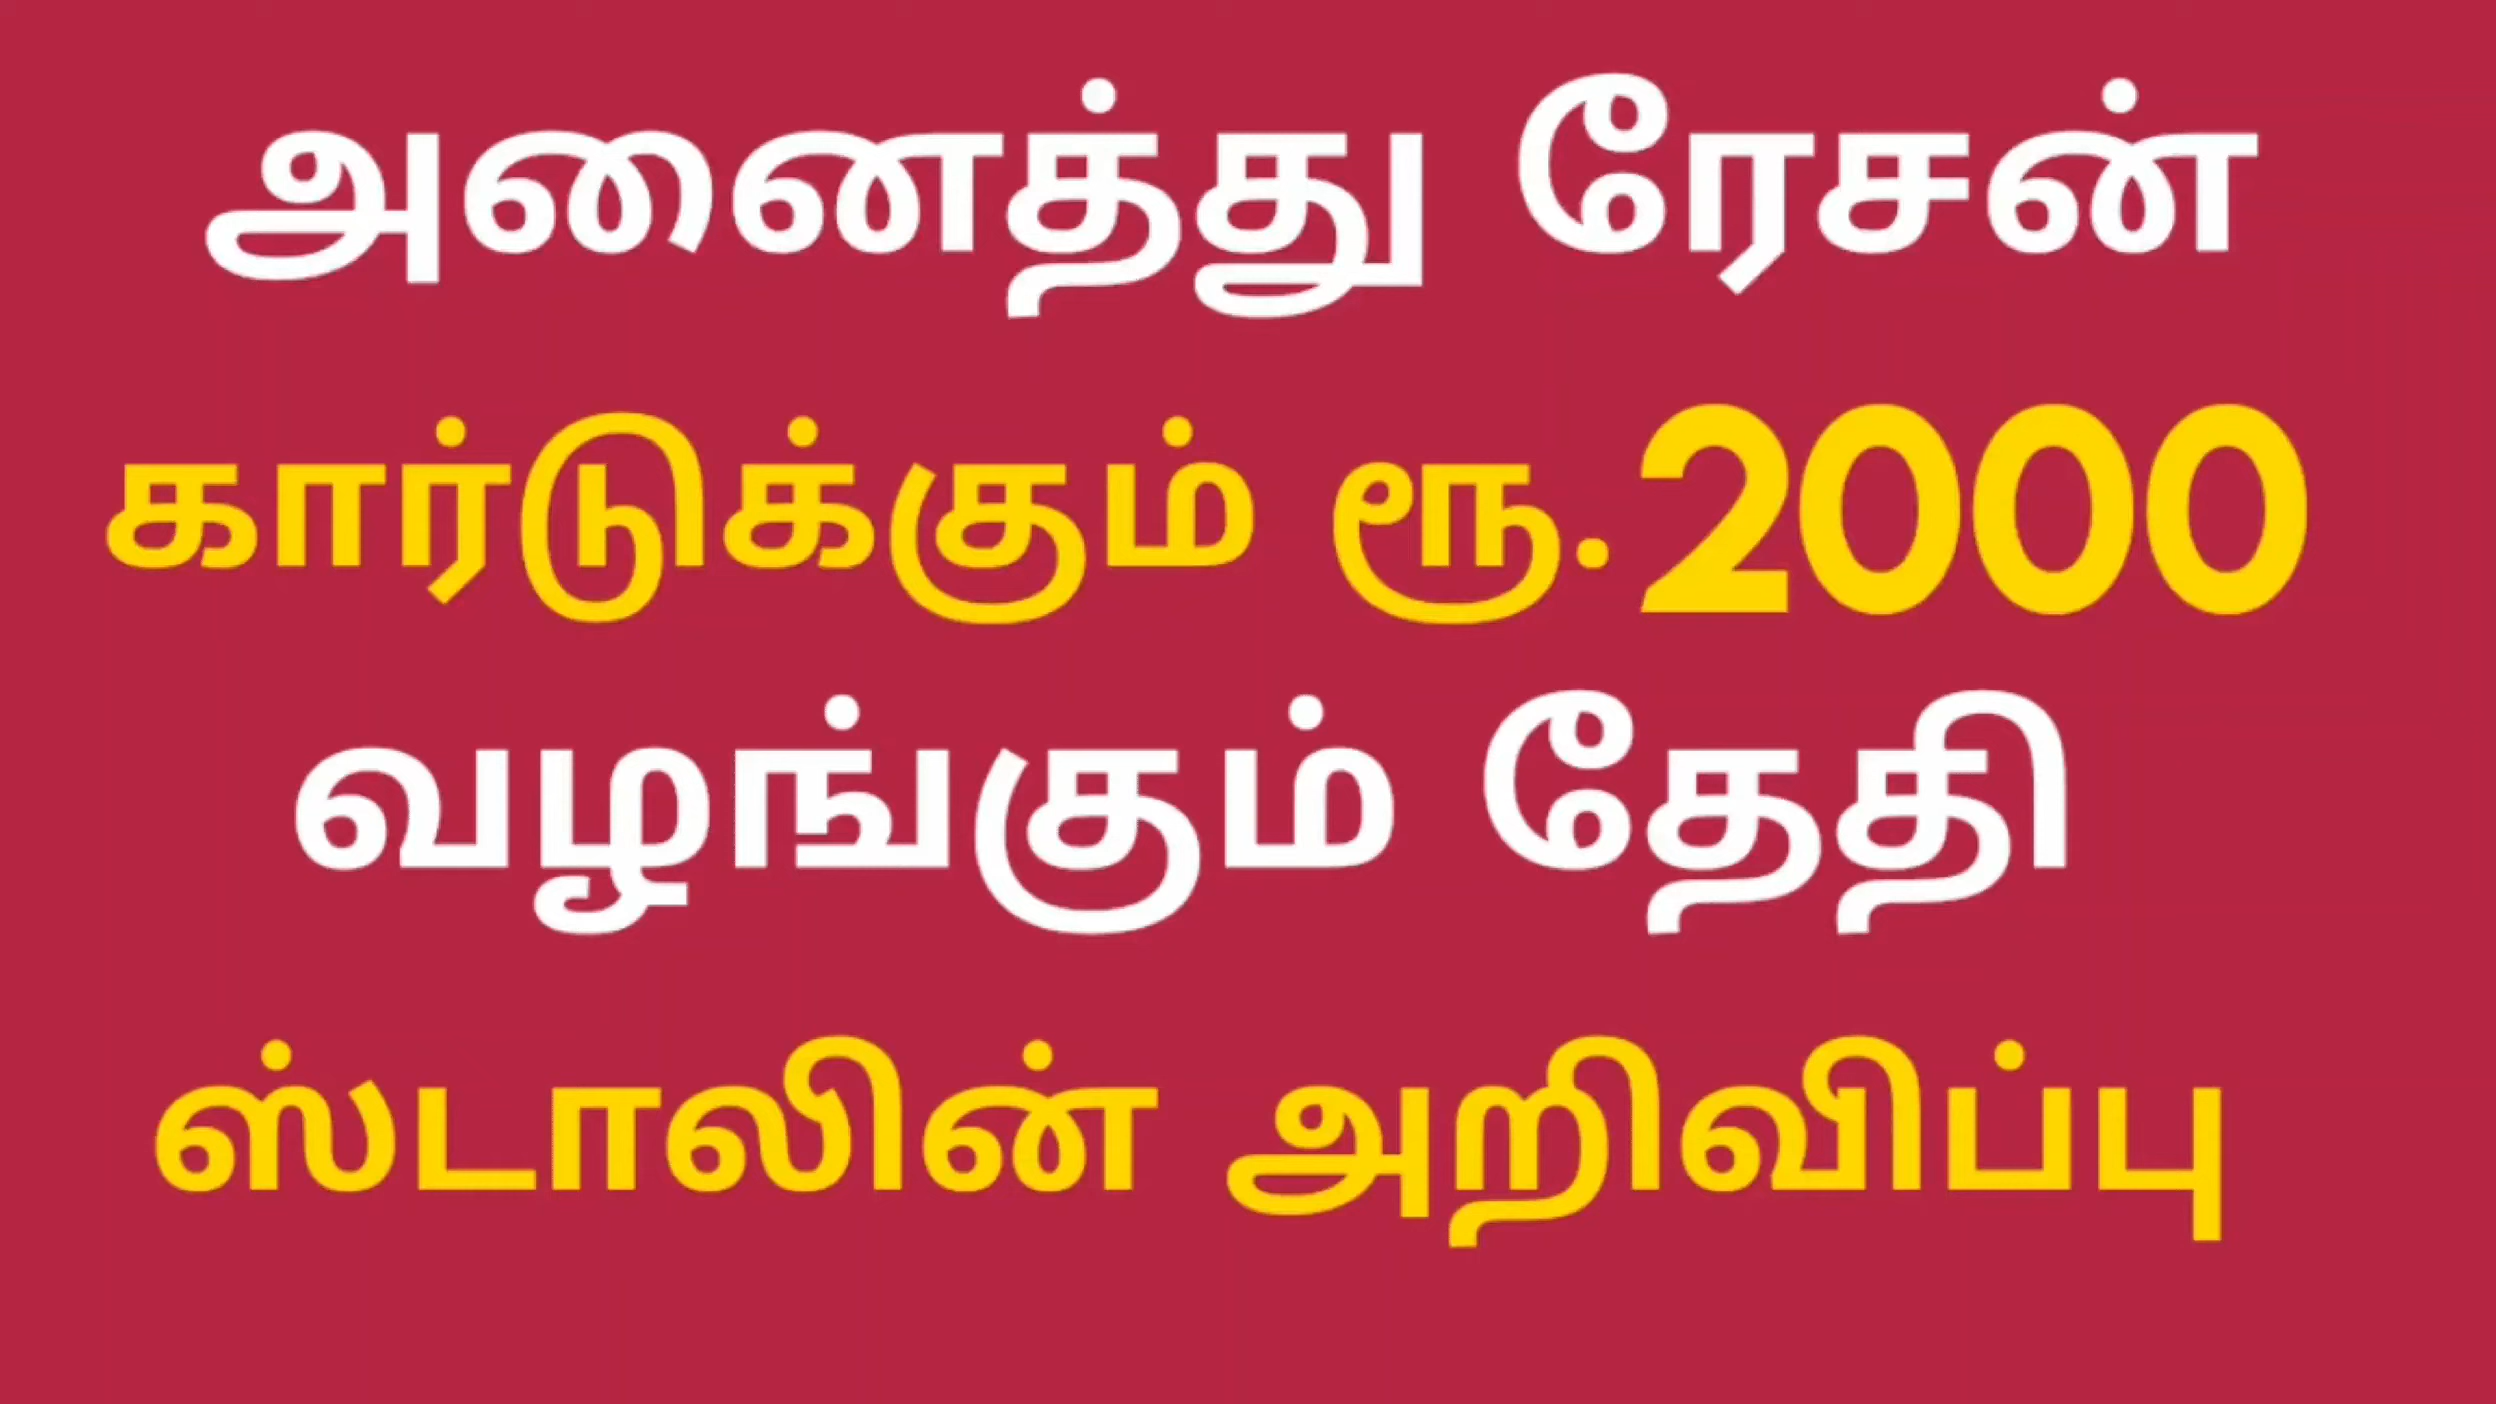 அனைத்து ரேசன்
கார்டுக்கும் ரூ.2000
வழங்கும் தேதி
ஸ்டாலின் அறிவிப்பு